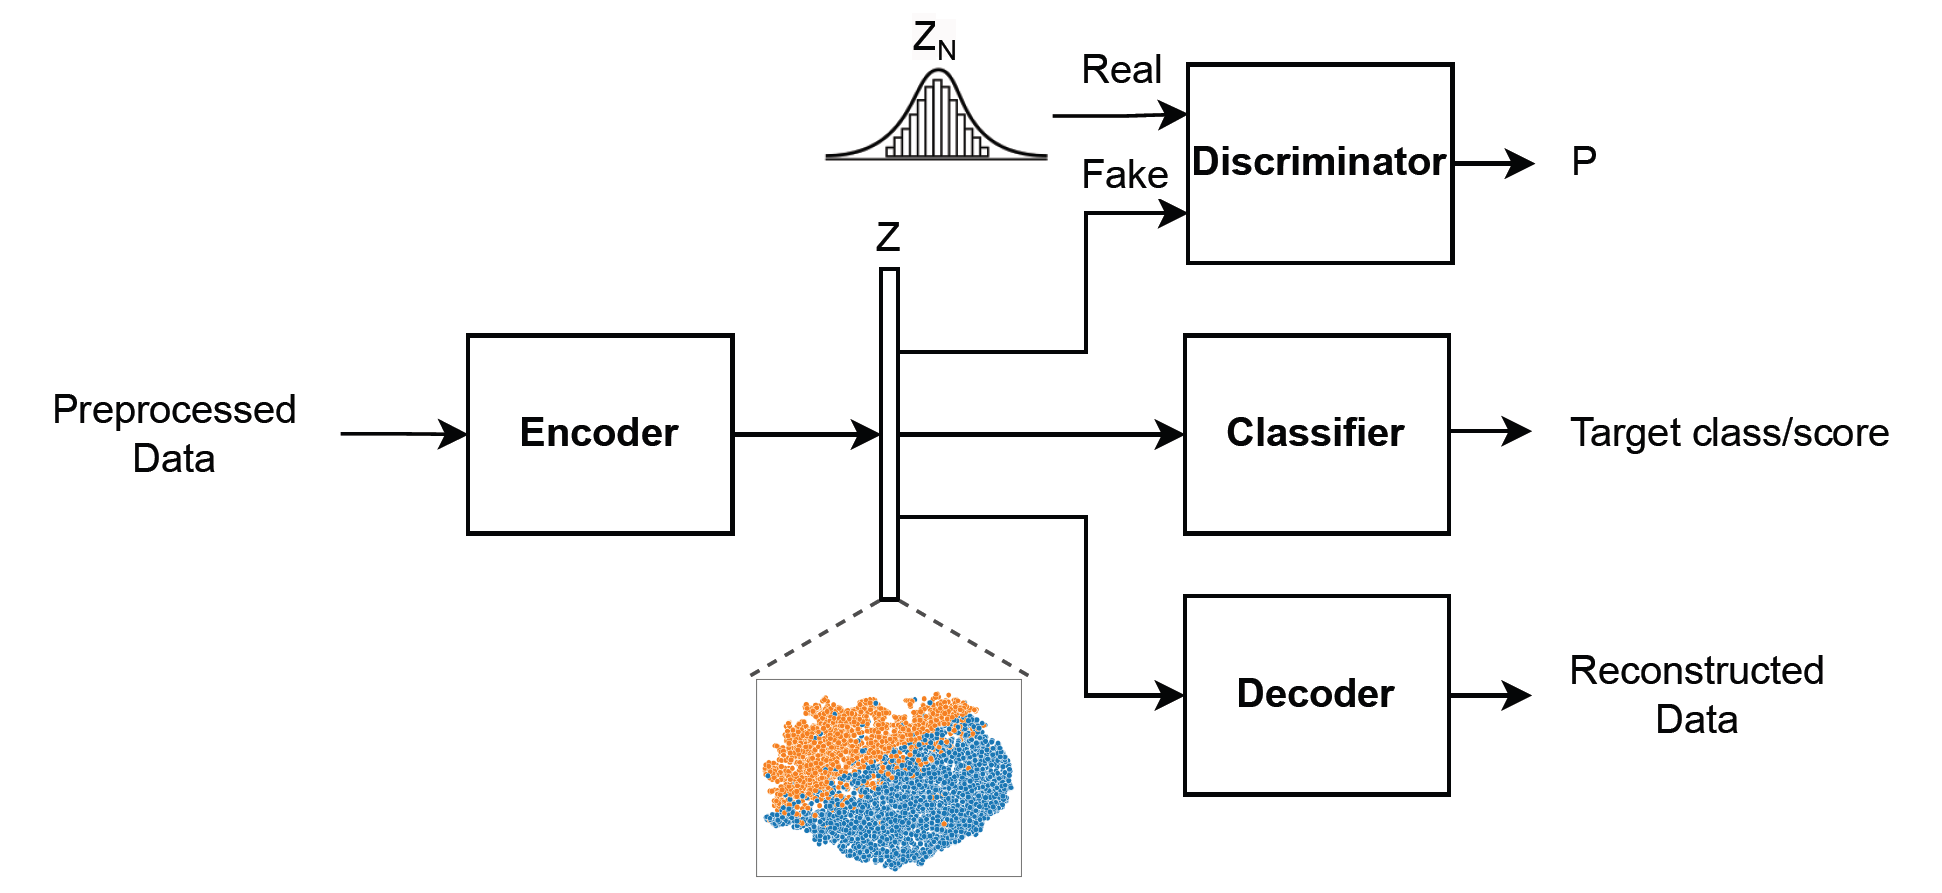 Z_N
Real
Fake
Discriminator
P
Z
Preprocessed
Data
Encoder
Classifier
Target class/score
Decoder
Reconstructed
Data